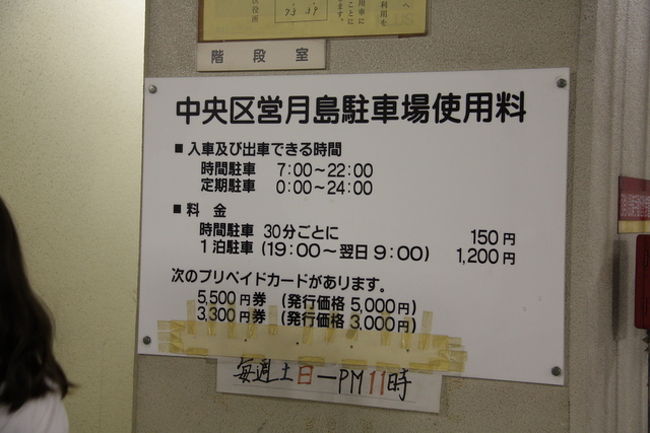 区役所
73 39
階段室
中央区営月島駐車場使用料
■入車及び出車できる時間
時間駐車 7:00～22:00
定期駐車 0:00～24:00
■料 金
時間駐車 30分ごとに 150円
1泊駐車 (19:00～翌日9:00) 1,200円
次のプリペイドカードがあります。
5,500円券 (発行価格5,000円)
3,300円券 (発行価格3,000円)
毎週土日—PM11時